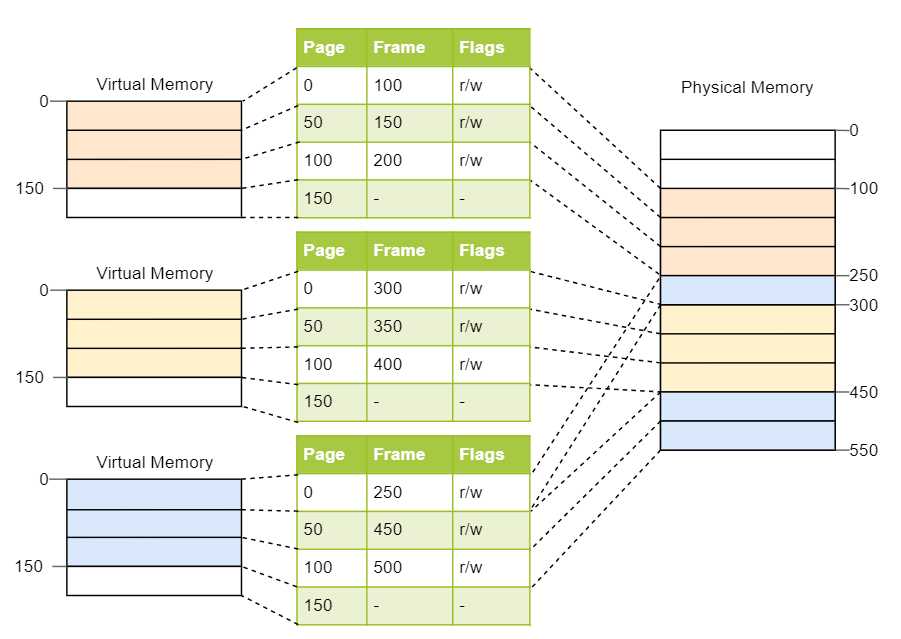 Page Frame Flags
Virtual Memory
0 100 r/w
Physical Memory
0
50 150 r/w
0
100 200 r/w
150
100
150 - -
Page Frame Flags
Virtual Memory
250
0
0 300 r/w
300
50 350 r/w
100 400 r/w
150
450
150 - -
Page Frame Flags
550
Virtual Memory
0
0 250 r/w
50 450 r/w
150
100 500 r/w
150 - -